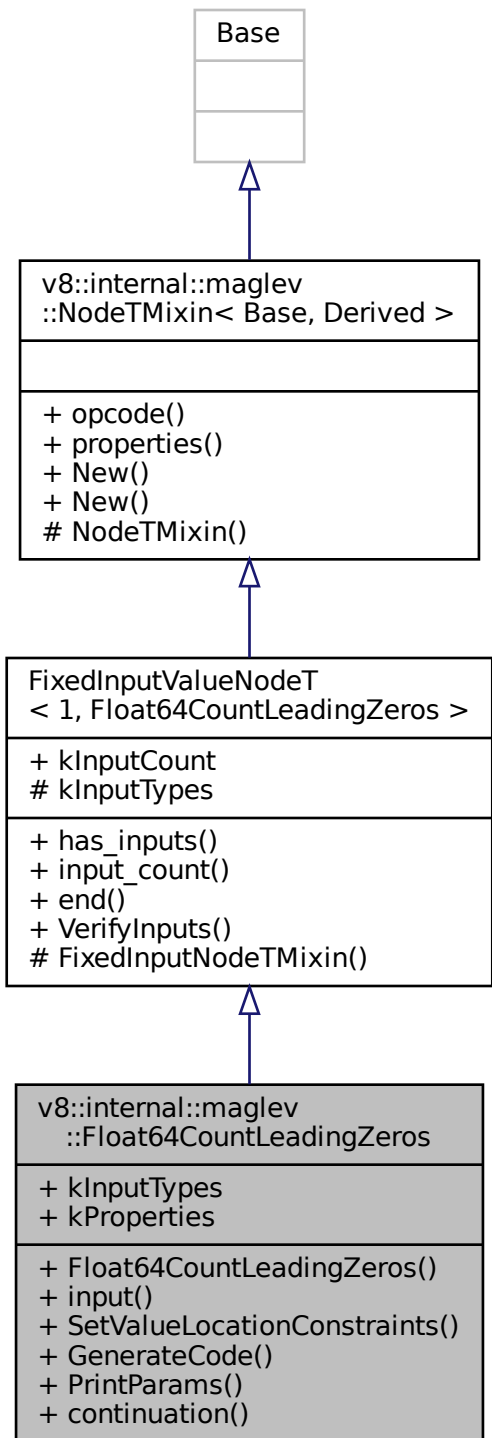 Base
v8::internal::maglev
::NodeTMixin< Base, Derived >
+ opcode()
+ properties()
+ New()
+ New()
# NodeTMixin()
FixedInputValueNodeT
< 1, Float64CountLeadingZeros >
+ kInputCount
# kInputTypes
+ has_inputs()
+ input_count()
+ end()
+ VerifyInputs()
# FixedInputNodeTMixin()
v8::internal::maglev
::Float64CountLeadingZeros
+ kInputTypes
+ kProperties
+ Float64CountLeadingZeros()
+ input()
+ SetValueLocationConstraints()
+ GenerateCode()
+ PrintParams()
+ continuation()